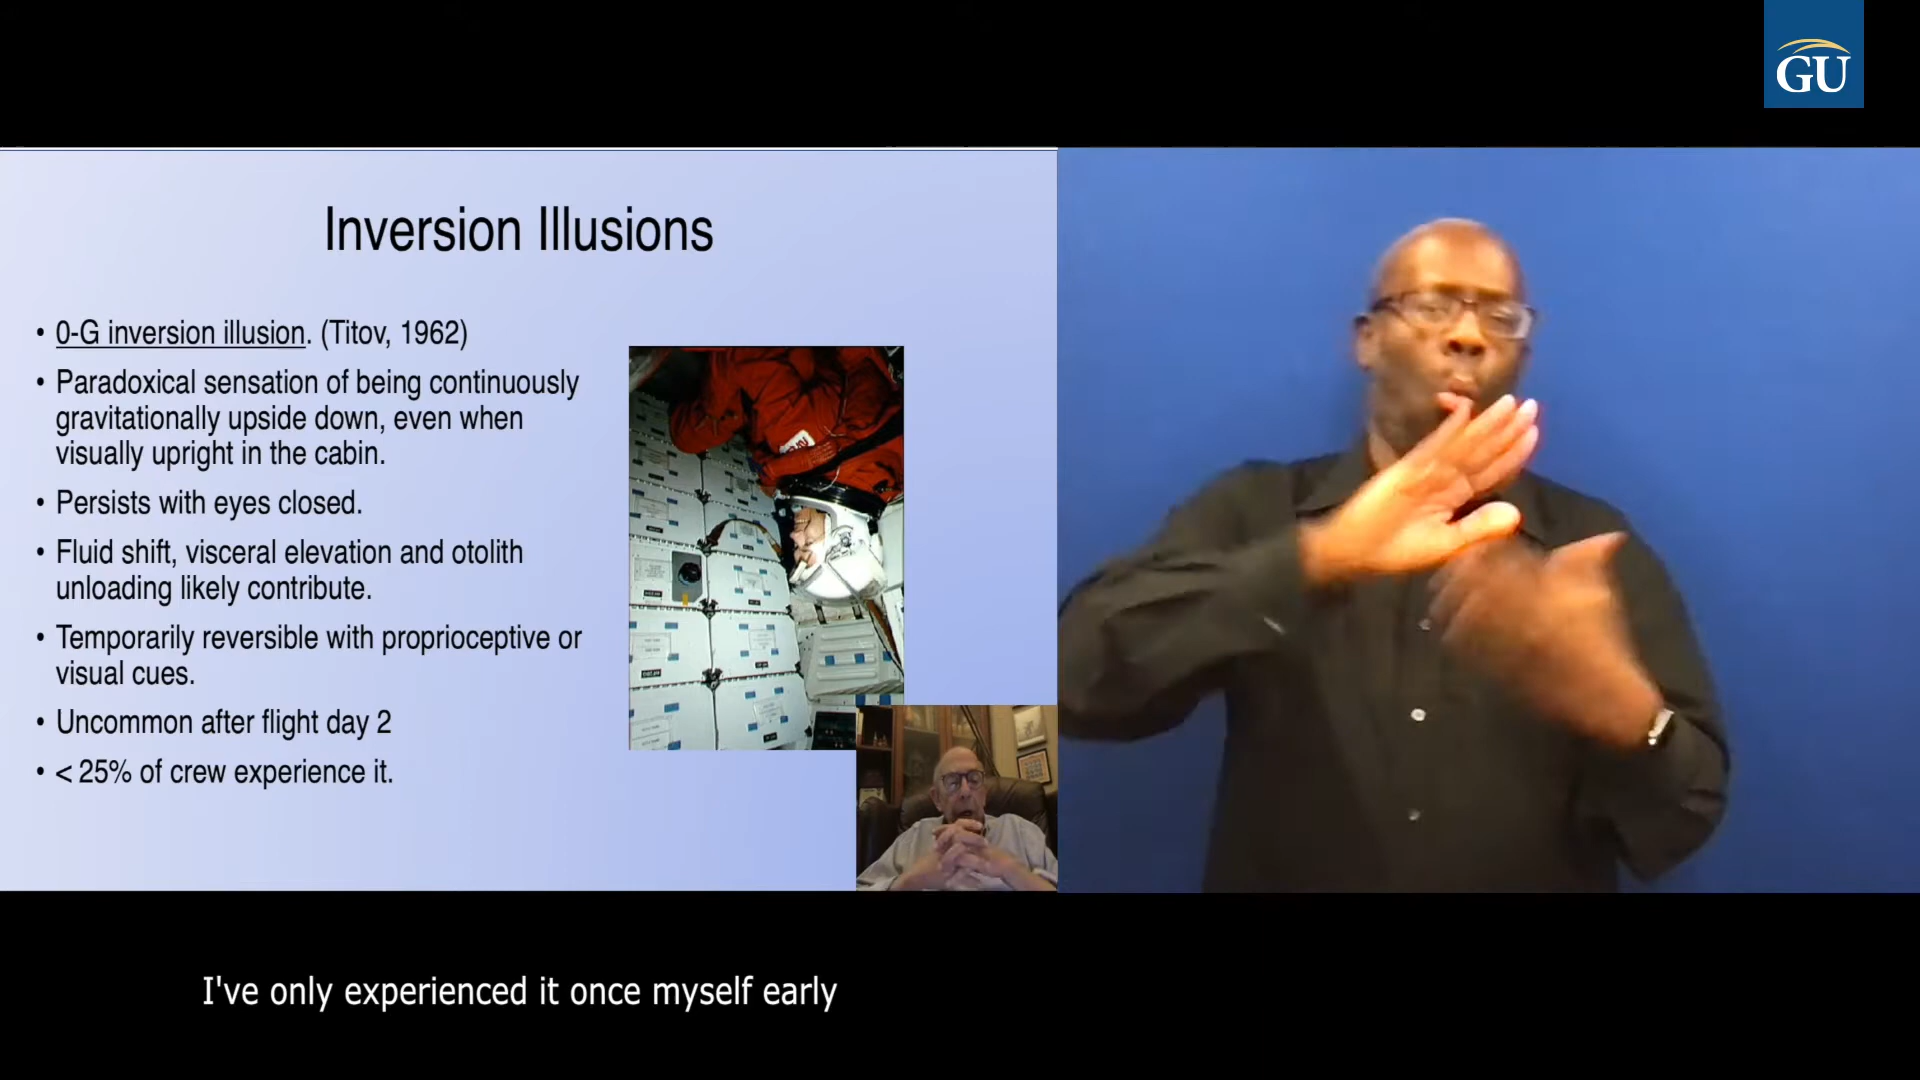 GU
Inversion Illusions
• 0-G inversion illusion. (Titov, 1962)
• Paradoxical sensation of being continuously
gravitationally upside down, even when
visually upright in the cabin.
• Persists with eyes closed.
• Fluid shift, visceral elevation and otolith
unloading likely contribute.
• Temporarily reversible with proprioceptive or
visual cues.
• Uncommon after flight day 2
• < 25% of crew experience it.
I've only experienced it once myself early